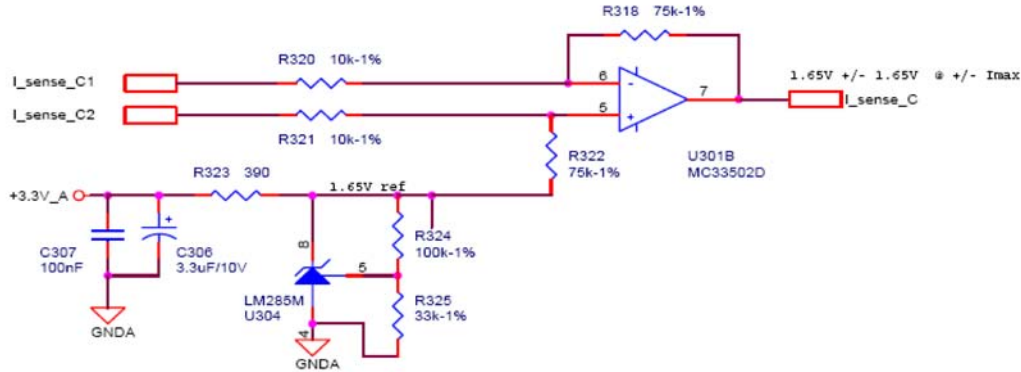 R318 75k-1%
R320 10k-1%
I_sense_C1
6
-
7
1.65V +/- 1.65V @ +/- Imax
I_sense_C
I_sense_C2
5
+
R321 10k-1%
R322
75k-1%
U301B
MC33502D
R323 390
1.65V ref
+3.3V_A
+
R324
100k-1%
8
C307
100nF
C306
3.3uF/10V
5
LM285M
U304
R325
33k-1%
4
GNDA
GNDA